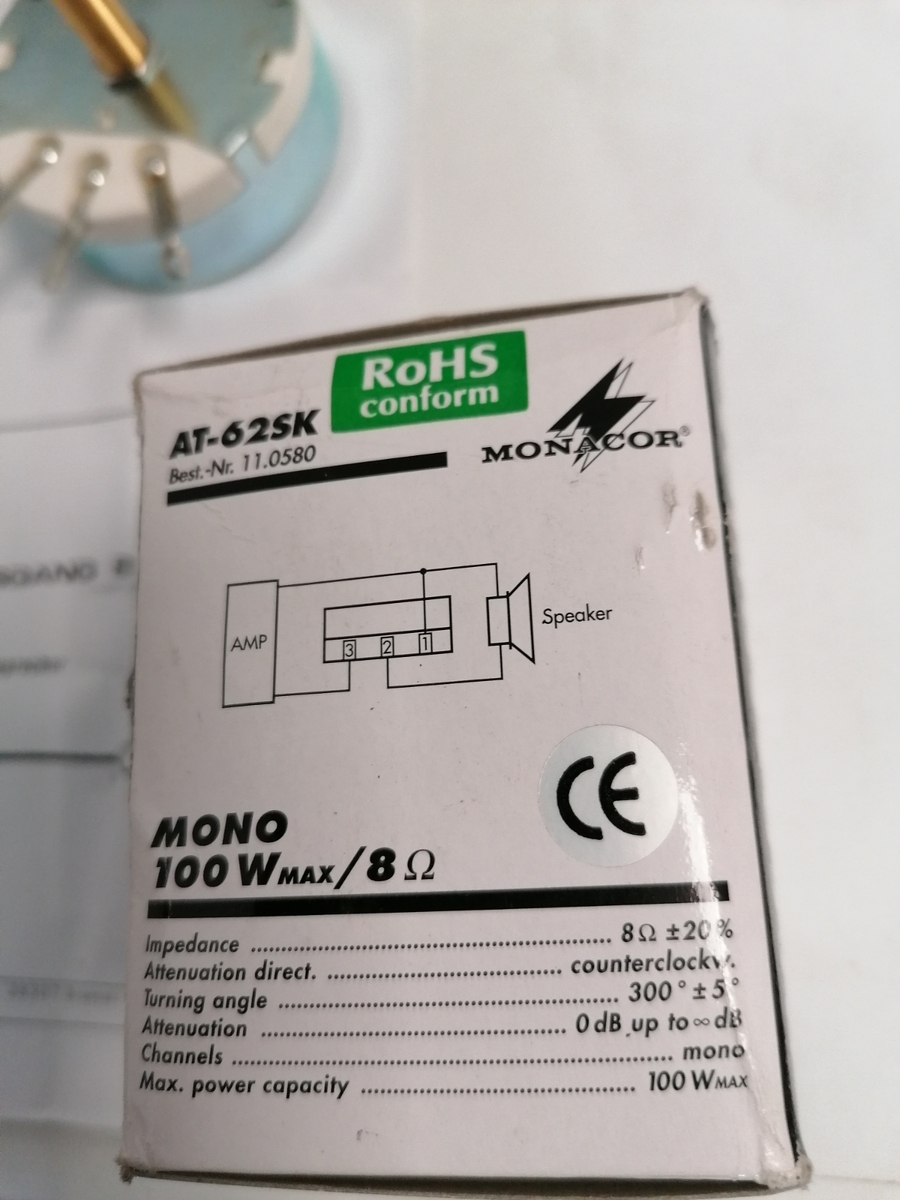 RoHS
conform
AT-62SK
Best.-Nr. 11.0580
MONACOR®
AMP
3
2
1
Speaker
CE
MONO
100 WMAX/8 Ω
Impedance ........ 8Ω ±20%
Attenuation direct. ........ counterclockw.
Turning angle ........ 300° ±5°
Attenuation ........ 0 dB up to ∞ dB
Channels ........ mono
Max. power capacity ........ 100 WMAX